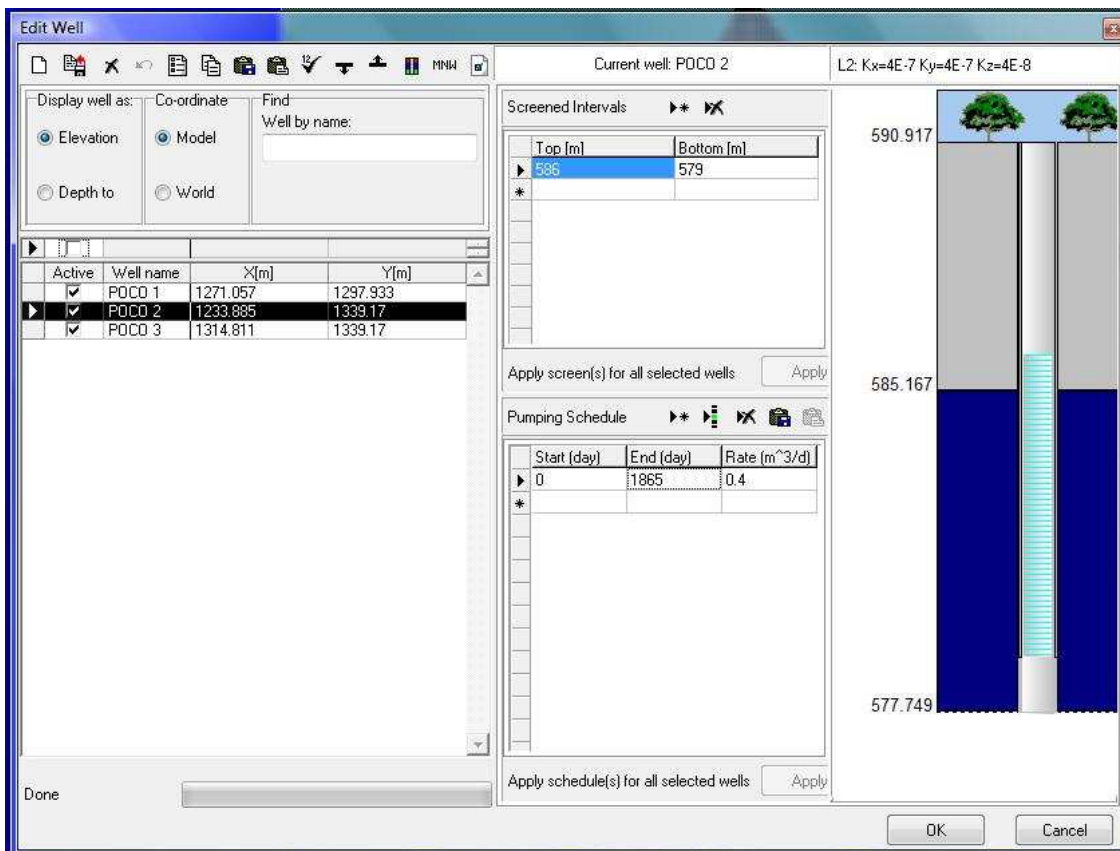 Edit Well
MNW
Current well: POCO 2
L2: Kx=4E-7 Ky=4E-7 Kz=4E-8
Display well as:
Elevation
Depth to
Co-ordinate
Model
World
Find
Well by name:
Active Well name X[m] Y[m]
POCO 1 1271.057 1297.933
POCO 2 1233.885 1339.17
POCO 3 1314.811 1339.17
Done
Screened Intervals
Top [m] Bottom [m]
586 579
Apply screen(s) for all selected wells Apply
Pumping Schedule
Start (day) End (day) Rate (m^3/d)
0 1865 0.4
Apply schedule(s) for all selected wells Apply
590.917
585.167
577.749
OK Cancel